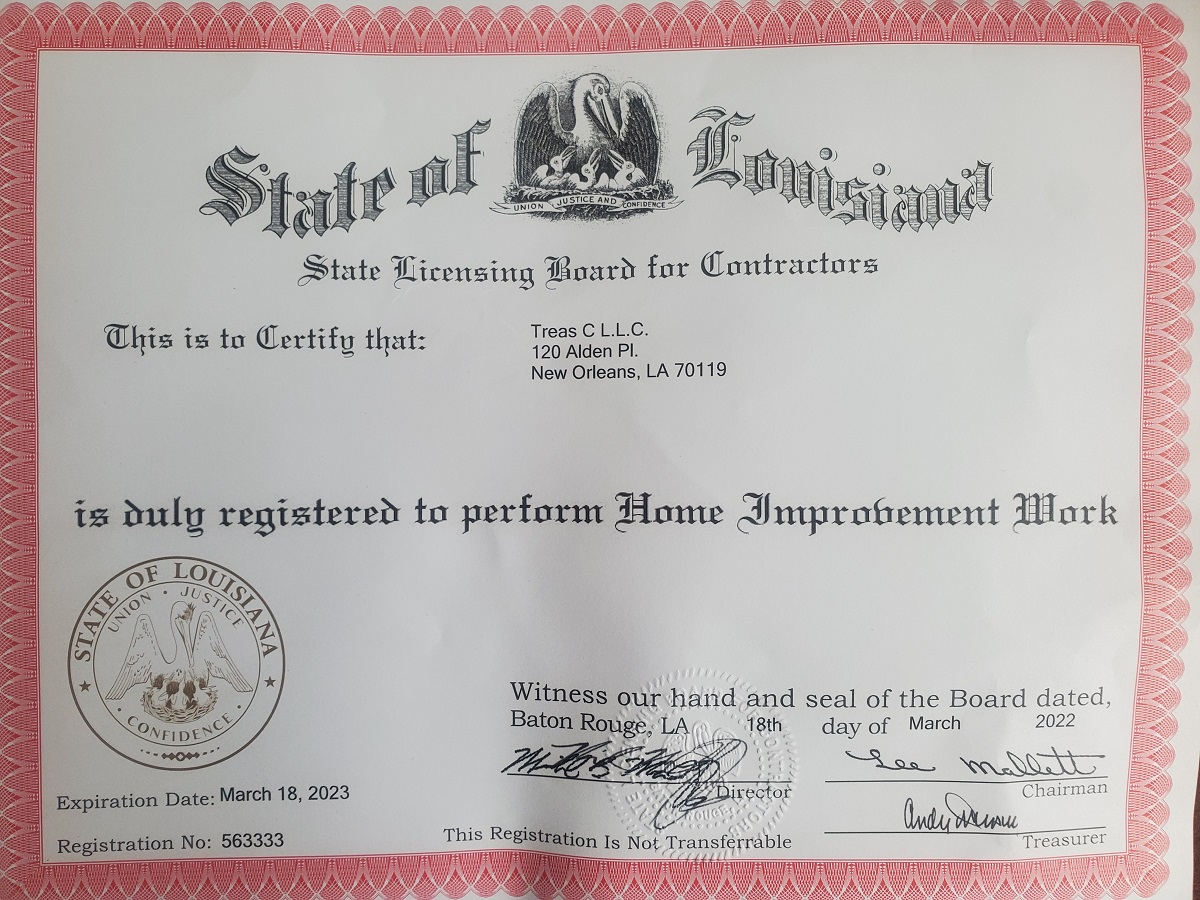 State of Louisiana
UNION JUSTICE AND CONFIDENCE
State Licensing Board for Contractors
This is to Certify that:
Treas C L.L.C.
120 Alden Pl.
New Orleans, LA 70119
is duly registered to perform Home Improvement Work
STATE OF LOUISIANA
UNION · JUSTICE
· CONFIDENCE ·
Witness our hand and seal of the Board dated,
Baton Rouge, LA 18th day of March 2022
Director
Lee Mallett
Chairman
Andy
Treasurer
Expiration Date: March 18, 2023
Registration No: 563333
This Registration Is Not Transferrable